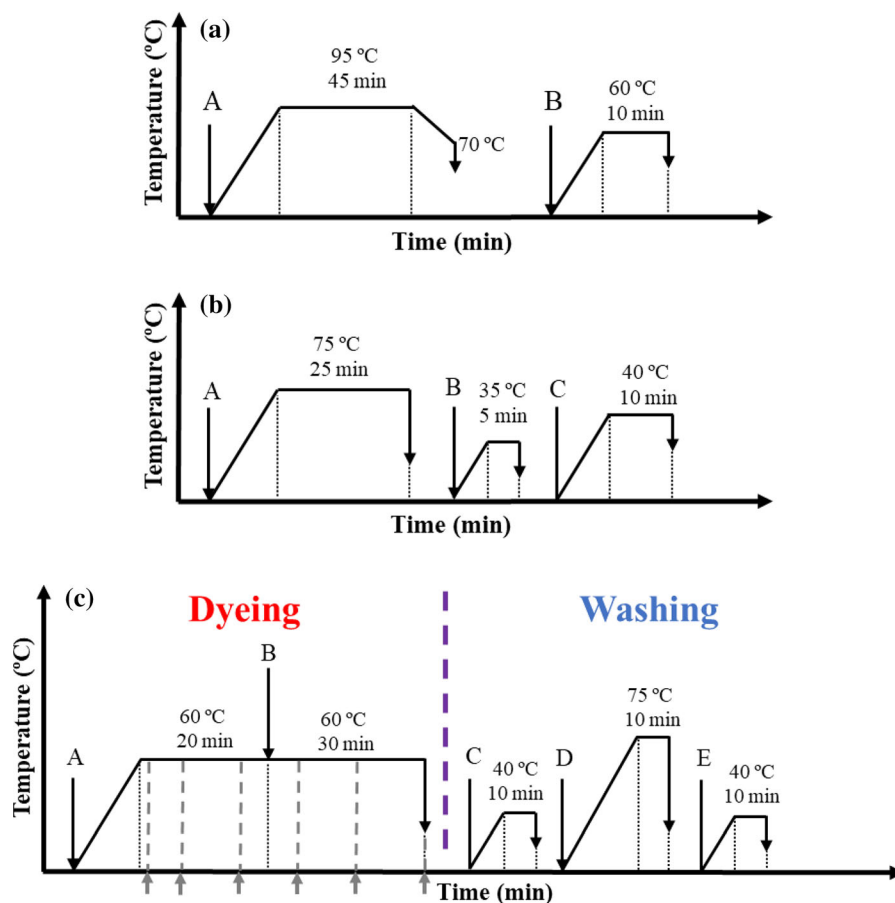 (a)
Temperature (ºC)
A
95 ºC
45 min
70 ºC
B
60 ºC
10 min
Time (min)
(b)
Temperature (ºC)
A
75 ºC
25 min
B
35 ºC
5 min
C
40 ºC
10 min
Time (min)
(c)
Dyeing
Washing
Temperature (ºC)
A
60 ºC
20 min
B
60 ºC
30 min
C
40 ºC
10 min
D
75 ºC
10 min
E
40 ºC
10 min
Time (min)